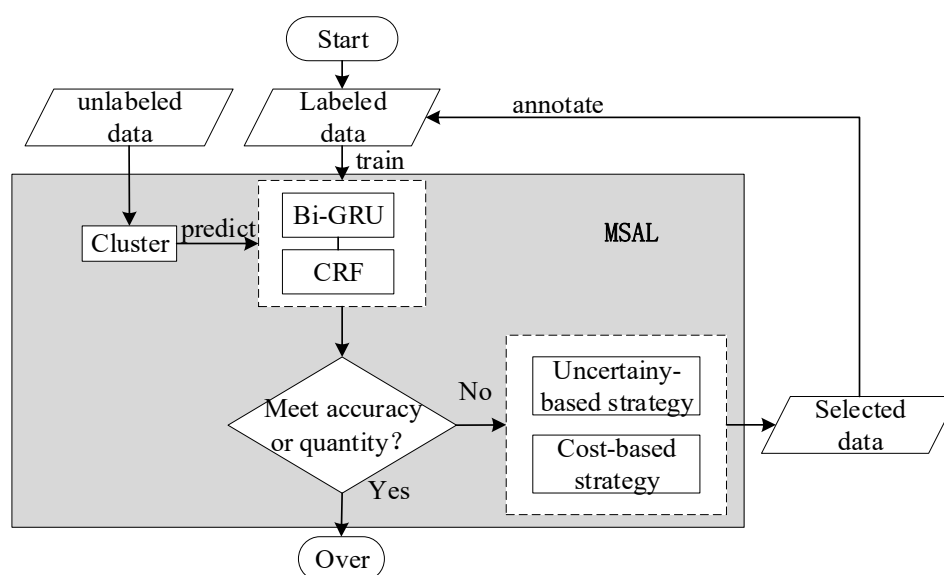 Start
unlabeled
data
Labeled
data
annotate
train
Bi-GRU
CRF
Cluster
predict
MSAL
Meet accuracy
or quantity?
No
Yes
Uncertainy-
based strategy
Cost-based
strategy
Selected
data
Over